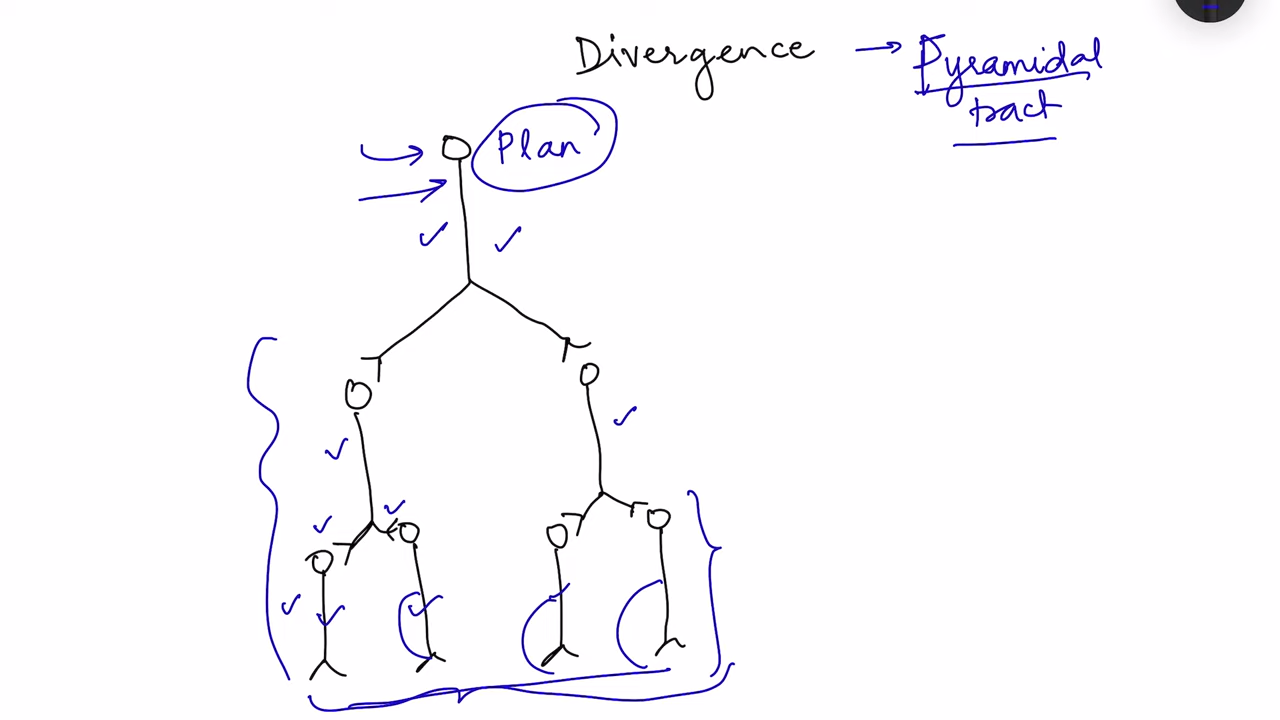 Divergence → Pyramidal
tract
Plan